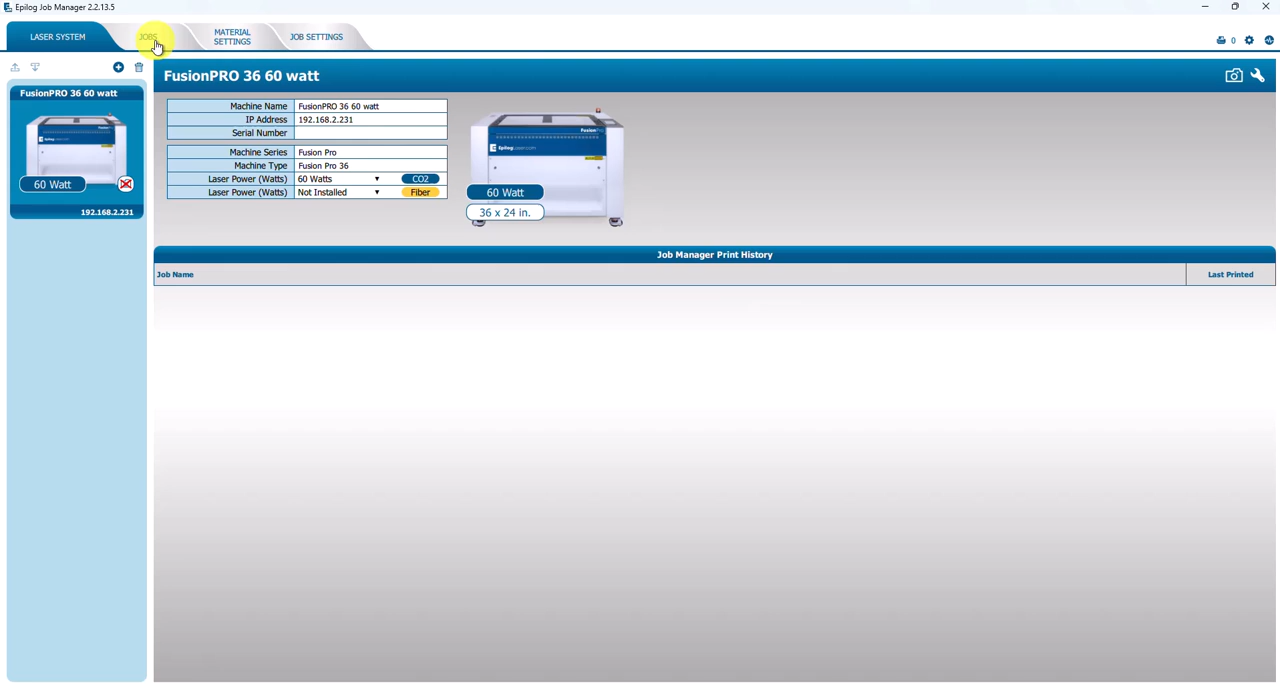 Epilog Job Manager 2.2.13.5
LASER SYSTEM
JOBS
MATERIAL
SETTINGS
JOB SETTINGS
0
FusionPRO 36 60 watt
60 Watt
192.168.2.231
FusionPRO 36 60 watt
Machine Name FusionPRO 36 60 watt
IP Address 192.168.2.231
Serial Number
Machine Series Fusion Pro
Machine Type Fusion Pro 36
Laser Power (Watts) 60 Watts CO2
Laser Power (Watts) Not Installed Fiber
FusionPro
EpilogLaser.com
60 Watt
36 x 24 in.
Job Manager Print History
Job Name Last Printed